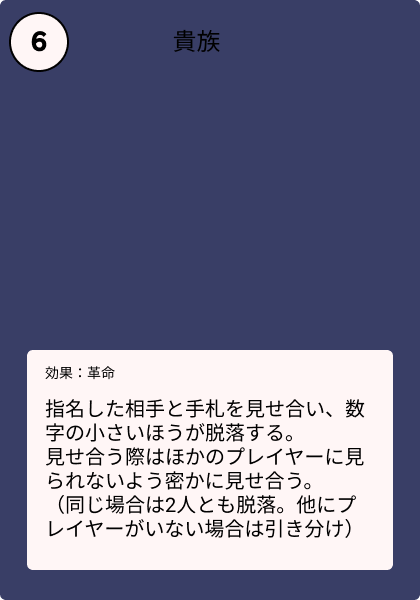 6
貴族
効果：革命
指名した相手と手札を見せ合い、数
字の小さいほうが脱落する。
見せ合う際はほかのプレイヤーに見
られないよう密かに見せ合う。
（同じ場合は2人とも脱落。他にプ
レイヤーがいない場合は引き分け）